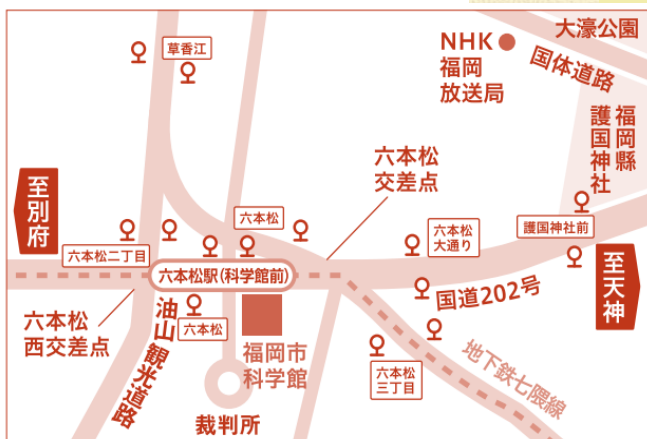 大濠公園
草香江
NHK
福岡
放送局
国体道路
福岡縣
護国神社
六本松
交差点
至別府
六本松
六本松
大通り
護国神社前
六本松二丁目
六本松駅(科学館前)
至天神
国道202号
六本松
西交差点
油山観光道路
六本松
福岡市
科学館
六本松
三丁目
地下鉄七隈線
裁判所